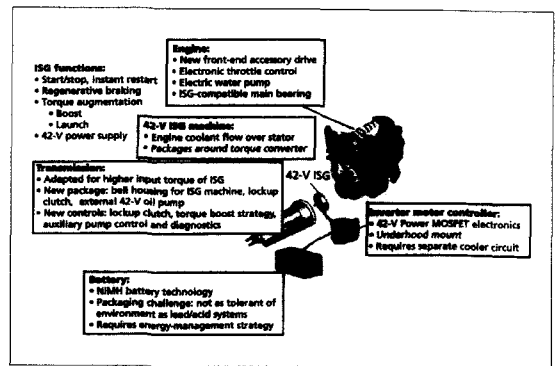 Engine:
• New front-end accessory drive
• Electronic throttle control
• Electric water pump
• ISG-compatible main bearing
ISG functions:
• Start/stop, instant restart
• Regenerative braking
• Torque augmentation
• Boost
• Launch
• 42-V power supply
42-V ISG machine:
• Engine coolant flow over stator
• Packages around torque converter
Transmission:
• Adapted for higher input torque of ISG
• New package: bell housing for ISG machine, lockup
clutch, external 42-V oil pump
• New controls: lockup clutch, torque boost strategy,
auxiliary pump control and diagnostics
42-V ISG
Inverter motor controller:
• 42-V Power MOSPET electronics
• Underhood mount
• Requires separate cooler circuit
Battery:
• NiMH battery technology
• Packaging challenge: not as tolerant of
environment as lead/acid systems
• Requires energy-management strategy